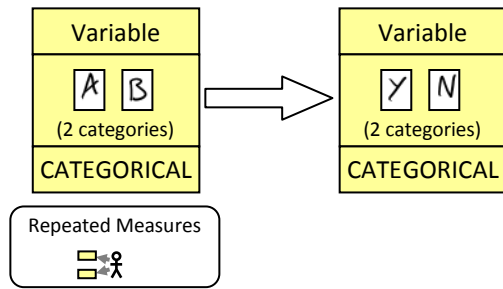 Variable
A B
(2 categories)
CATEGORICAL
Repeated Measures
Variable
Y N
(2 categories)
CATEGORICAL